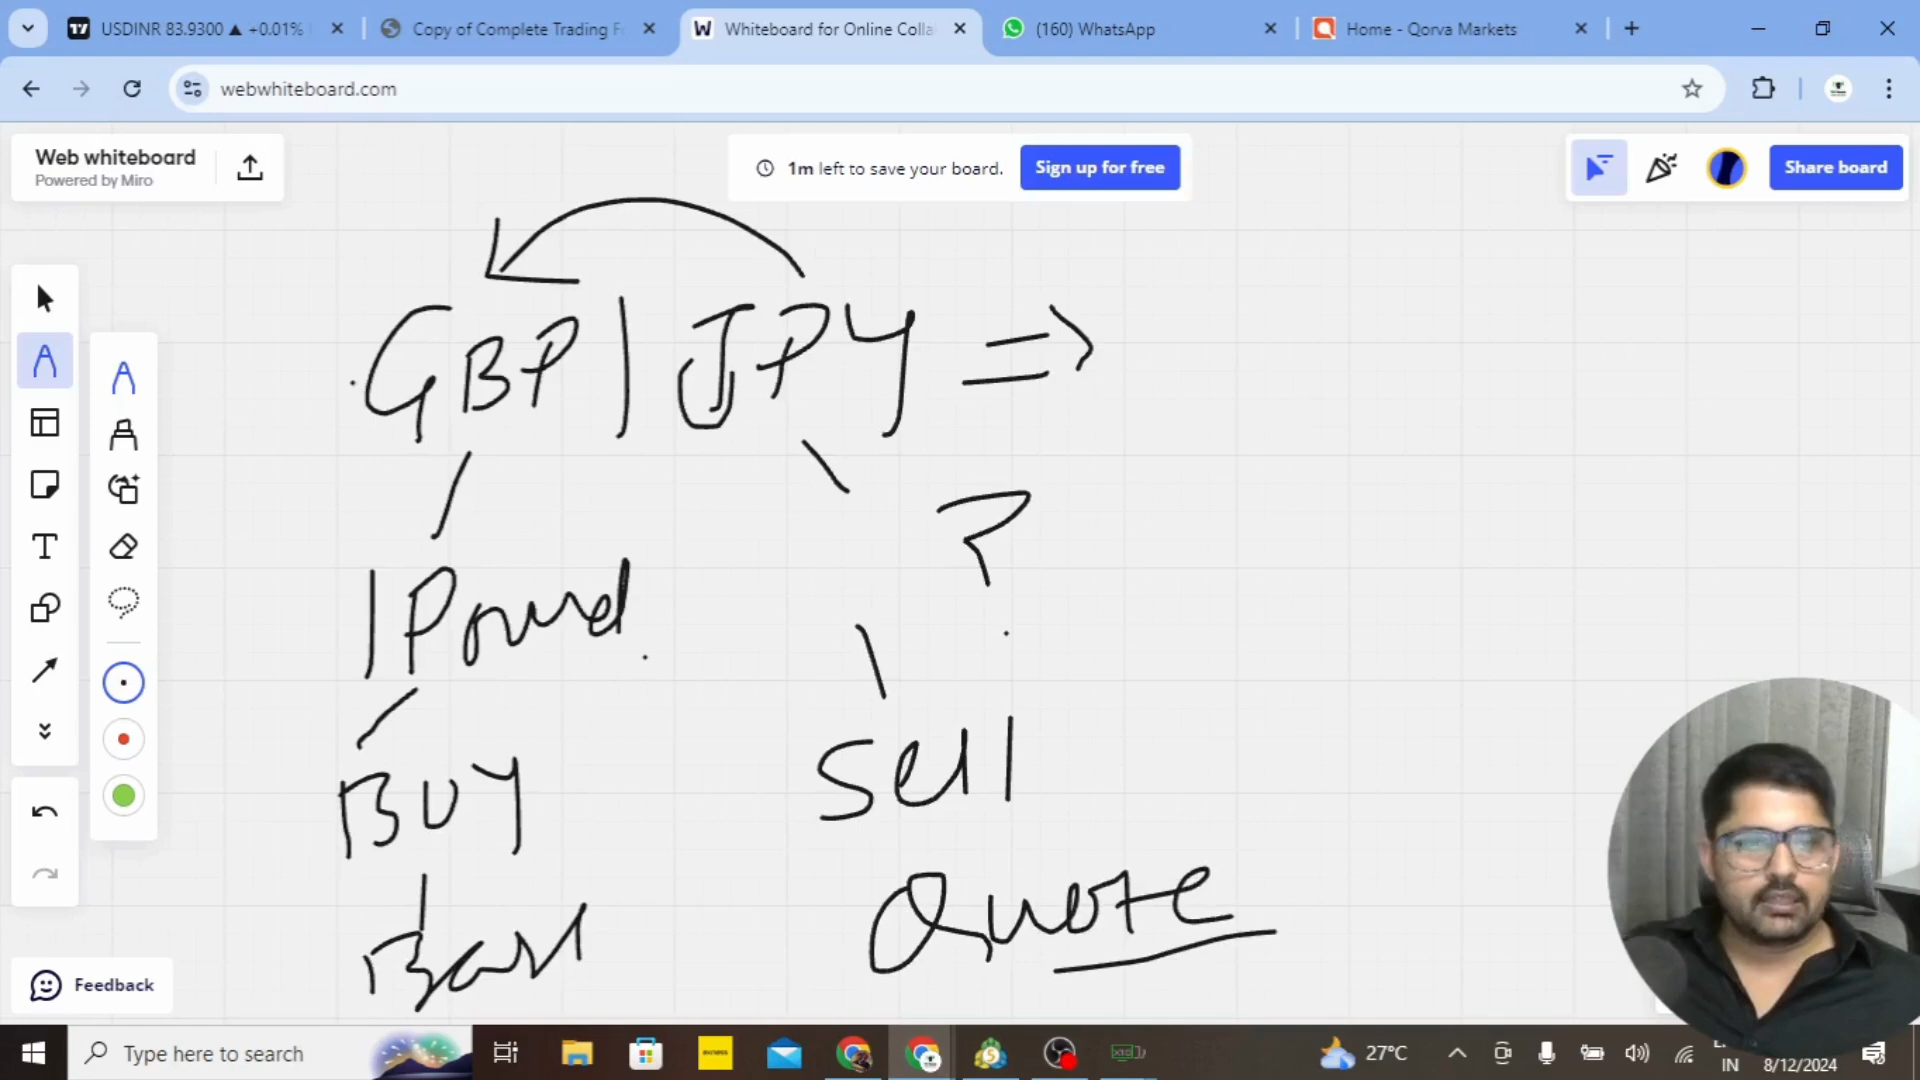 USDINR 83.9300 ▲ +0.01%
Copy of Complete Trading F
Whiteboard for Online Colla
(160) WhatsApp
Home - Qorva Markets
webwhiteboard.com
Web whiteboard
Powered by Miro
1m left to save your board.
Sign up for free
Share board
GBP | JPY =>
1 Pound
?
BUY
Sell
Quote
Feedback
Type here to search
27°C
IN
8/12/2024